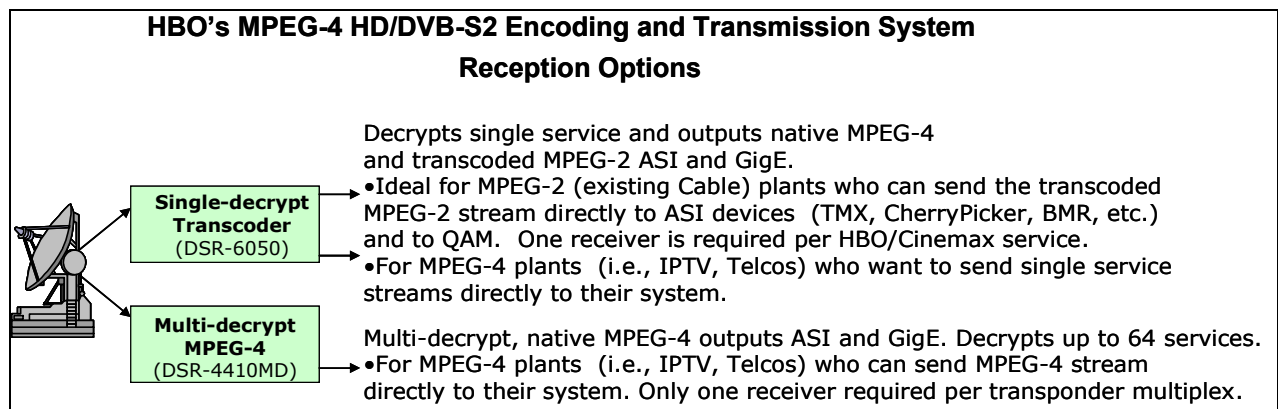 HBO's MPEG-4 HD/DVB-S2 Encoding and Transmission System
Reception Options
Single-decrypt
Transcoder
(DSR-6050)
Decrypts single service and outputs native MPEG-4
and transcoded MPEG-2 ASI and GigE.
•Ideal for MPEG-2 (existing Cable) plants who can send the transcoded
MPEG-2 stream directly to ASI devices (TMX, CherryPicker, BMR, etc.)
and to QAM. One receiver is required per HBO/Cinemax service.
•For MPEG-4 plants (i.e., IPTV, Telcos) who want to send single service
streams directly to their system.
Multi-decrypt
MPEG-4
(DSR-4410MD)
Multi-decrypt, native MPEG-4 outputs ASI and GigE. Decrypts up to 64 services.
•For MPEG-4 plants (i.e., IPTV, Telcos) who can send MPEG-4 stream
directly to their system. Only one receiver required per transponder multiplex.